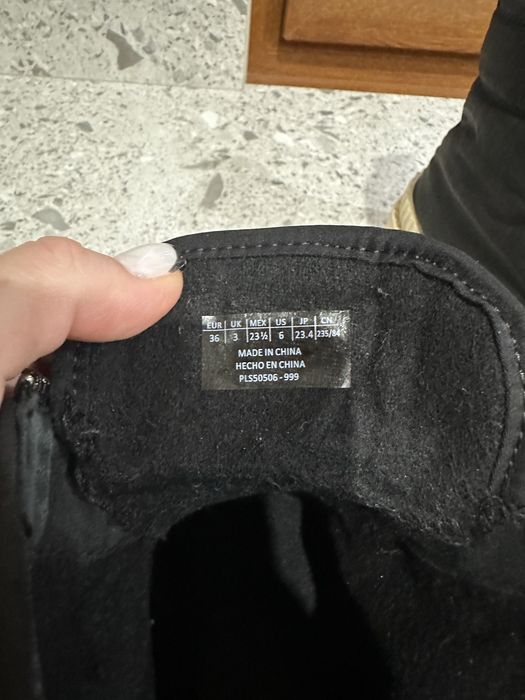 EUR UK MEX US JP CN
36 3 23½ 6 23.4 235/84
MADE IN CHINA
HECHO EN CHINA
PLS50506-999